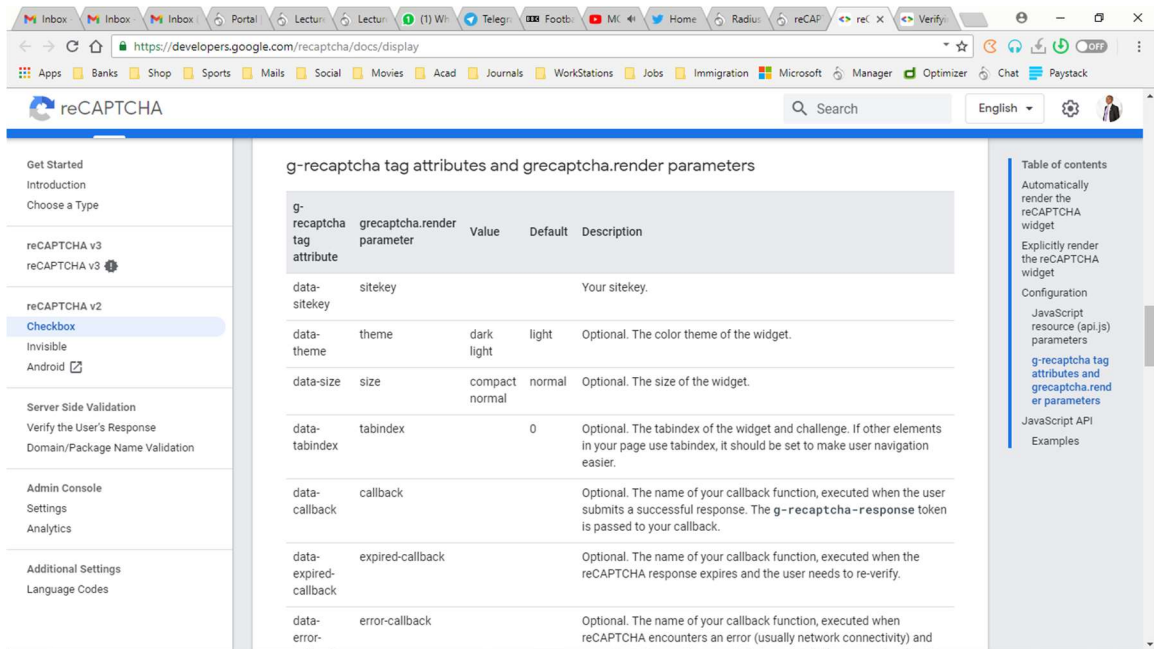 Inbox
Inbox
Inbox
Portal
Lectur
Lectur
(1) Wh
Telegra
Footb
MC
Home
Radius
reCAP
reC
Verifyi
https://developers.google.com/recaptcha/docs/display
OFF
Apps Banks Shop Sports Mails Social Movies Acad Journals WorkStations Jobs Immigration Microsoft Manager Optimizer Chat Paystack
reCAPTCHA
Search
English
Get Started
Introduction
Choose a Type
reCAPTCHA v3
reCAPTCHA v3
reCAPTCHA v2
Checkbox
Invisible
Android
Server Side Validation
Verify the User's Response
Domain/Package Name Validation
Admin Console
Settings
Analytics
Additional Settings
Language Codes
g-recaptcha tag attributes and grecaptcha.render parameters
g-
recaptcha
tag
attribute
grecaptcha.render
parameter
Value
Default
Description
data-
sitekey
sitekey
Your sitekey.
data-
theme
theme
dark
light
light
Optional. The color theme of the widget.
data-size
size
compact
normal
normal
Optional. The size of the widget.
data-
tabindex
tabindex
0
Optional. The tabindex of the widget and challenge. If other elements
in your page use tabindex, it should be set to make user navigation
easier.
data-
callback
callback
Optional. The name of your callback function, executed when the user
submits a successful response. The g-recaptcha-response token
is passed to your callback.
data-
expired-
callback
expired-callback
Optional. The name of your callback function, executed when the
reCAPTCHA response expires and the user needs to re-verify.
data-
error-
error-callback
Optional. The name of your callback function, executed when
reCAPTCHA encounters an error (usually network connectivity) and
Table of contents
Automatically
render the
reCAPTCHA
widget
Explicitly render
the reCAPTCHA
widget
Configuration
JavaScript
resource (api.js)
parameters
g-recaptcha tag
attributes and
grecaptcha.rend
er parameters
JavaScript API
Examples